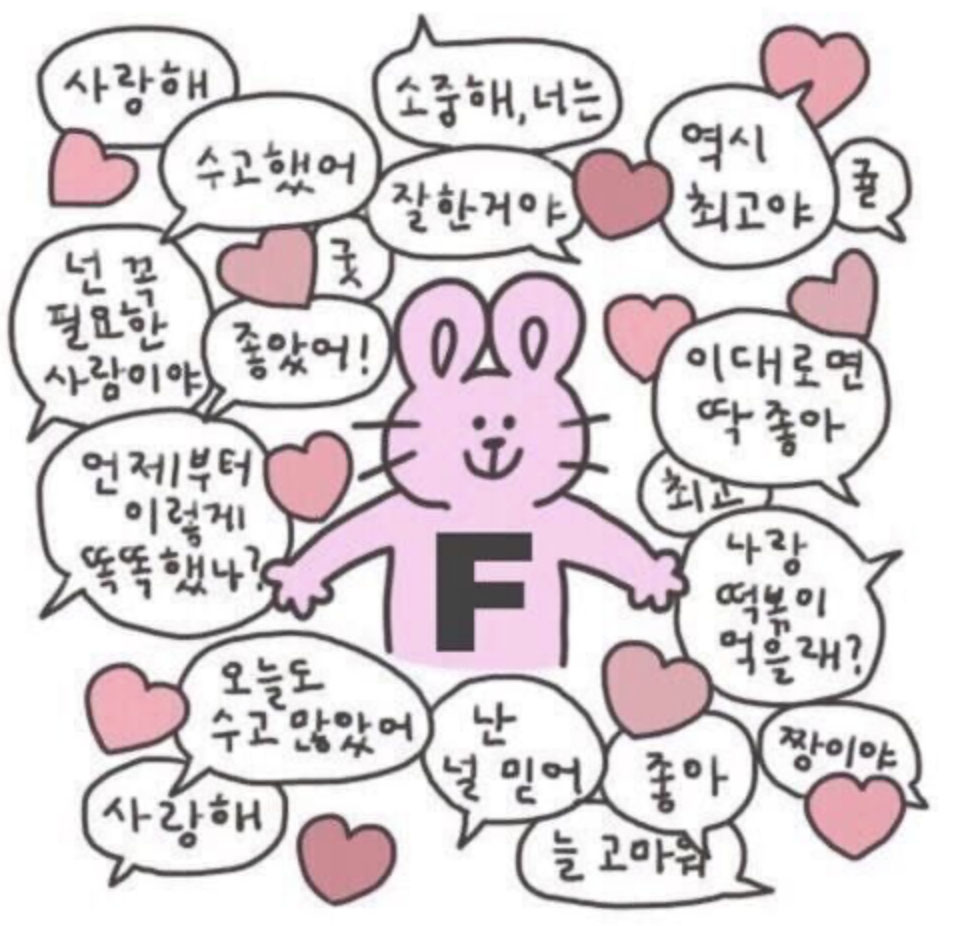 사랑해
수고했어
소중해, 너는
잘한거야
역시
최고야
귤
넌 꼭
필요한
사람이야
굿
좋았어!
이대로면
딱 좋아
언제부터
이렇게
똑똑했나?
F
최고
나랑
떡볶이
먹을래?
오늘도
수고 많았어
난
널 믿어
좋아
짱이야
사랑해
늘 고마워